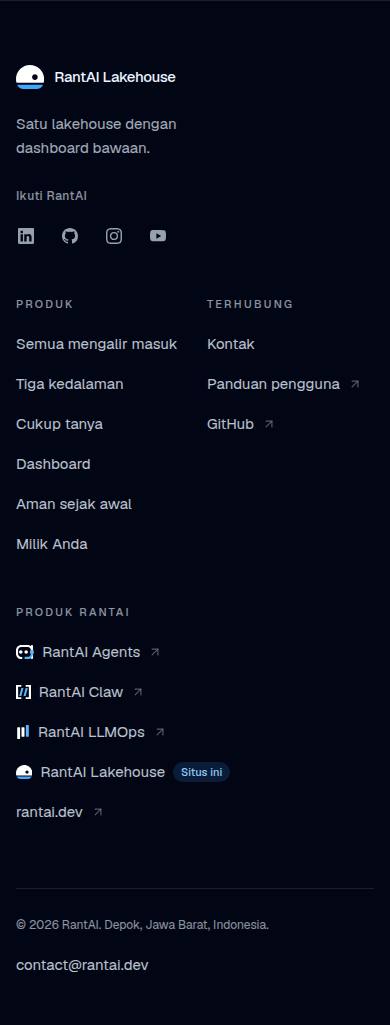 RantAI Lakehouse
Satu lakehouse dengan
dashboard bawaan.
Ikuti RantAI
PRODUK
Semua mengalir masuk
Tiga kedalaman
Cukup tanya
Dashboard
Aman sejak awal
Milik Anda
TERHUBUNG
Kontak
Panduan pengguna
GitHub
PRODUK RANTAI
RantAI Agents
RantAI Claw
RantAI LLMOps
RantAI Lakehouse Situs ini
rantai.dev
© 2026 RantAI. Depok, Jawa Barat, Indonesia.
contact@rantai.dev